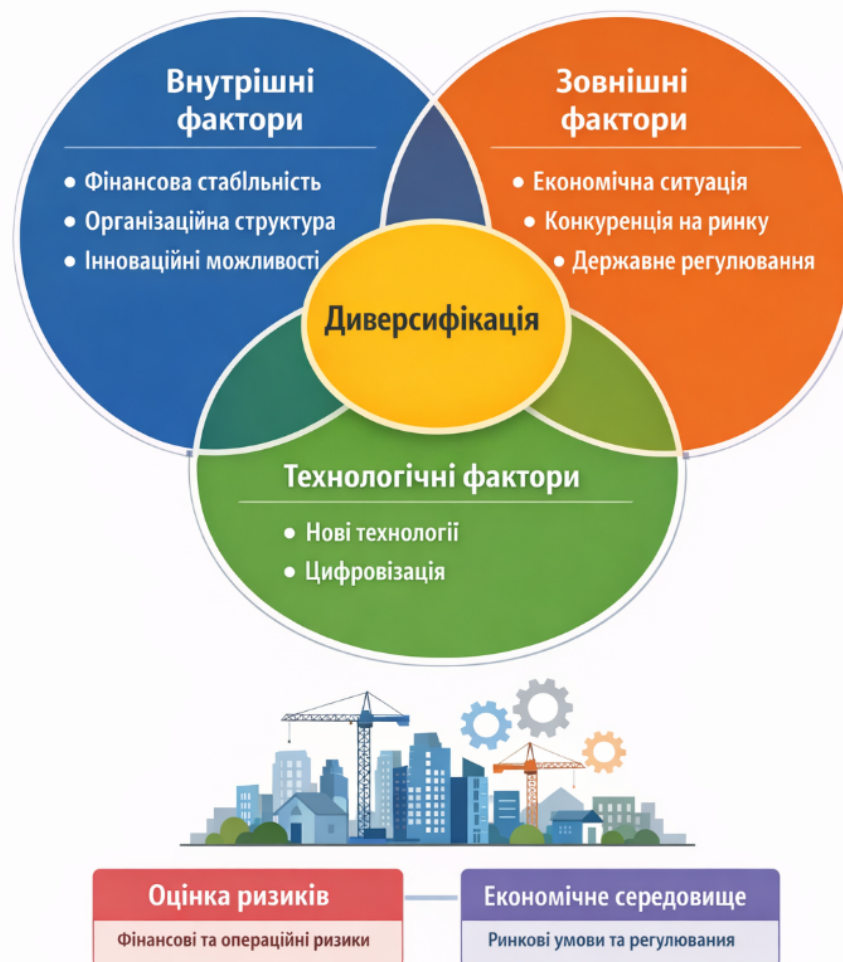 Внутрішні
фактори
• Фінансова стабільність
• Організаційна структура
• Інноваційні можливості
Зовнішні
фактори
• Економічна ситуація
• Конкуренція на ринку
• Державне регулювання
Диверсифікація
Технологічні фактори
• Нові технології
• Цифровізація
Оцінка ризиків
Фінансові та операційні ризики
Економічне середовище
Ринкові умови та регулювання